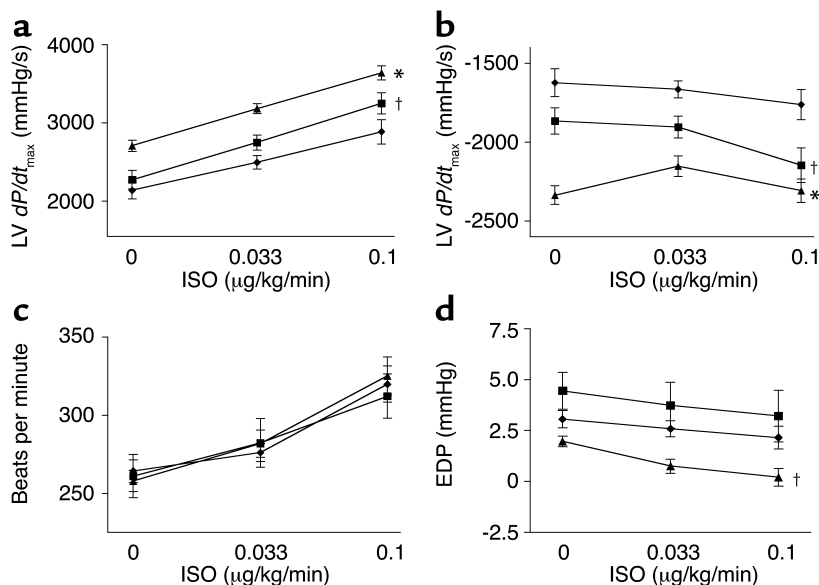 a
LV dP/dtmax (mmHg/s)
4000
3000
2000
*
†
0 0.033 0.1
ISO (μg/kg/min)
b
LV dP/dtmax (mmHg/s)
-1500
-2000
-2500
†
*
0 0.033 0.1
ISO (μg/kg/min)
c
Beats per minute
350
300
250
0 0.033 0.1
ISO (μg/kg/min)
d
EDP (mmHg)
7.5
5.0
2.5
0
-2.5
†
0 0.033 0.1
ISO (μg/kg/min)